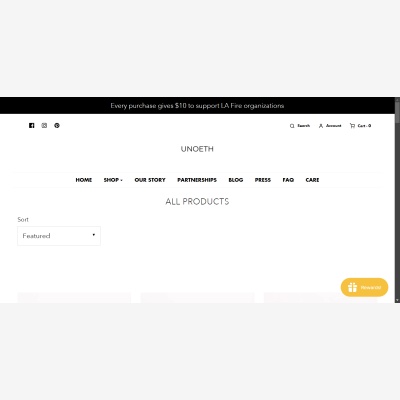 Every purchase gives $10 to support LA Fire organizations
Search Account Cart - 0
UNOETH
HOME SHOP OUR STORY PARTNERSHIPS BLOG PRESS FAQ CARE
ALL PRODUCTS
Sort
Featured
Rewards